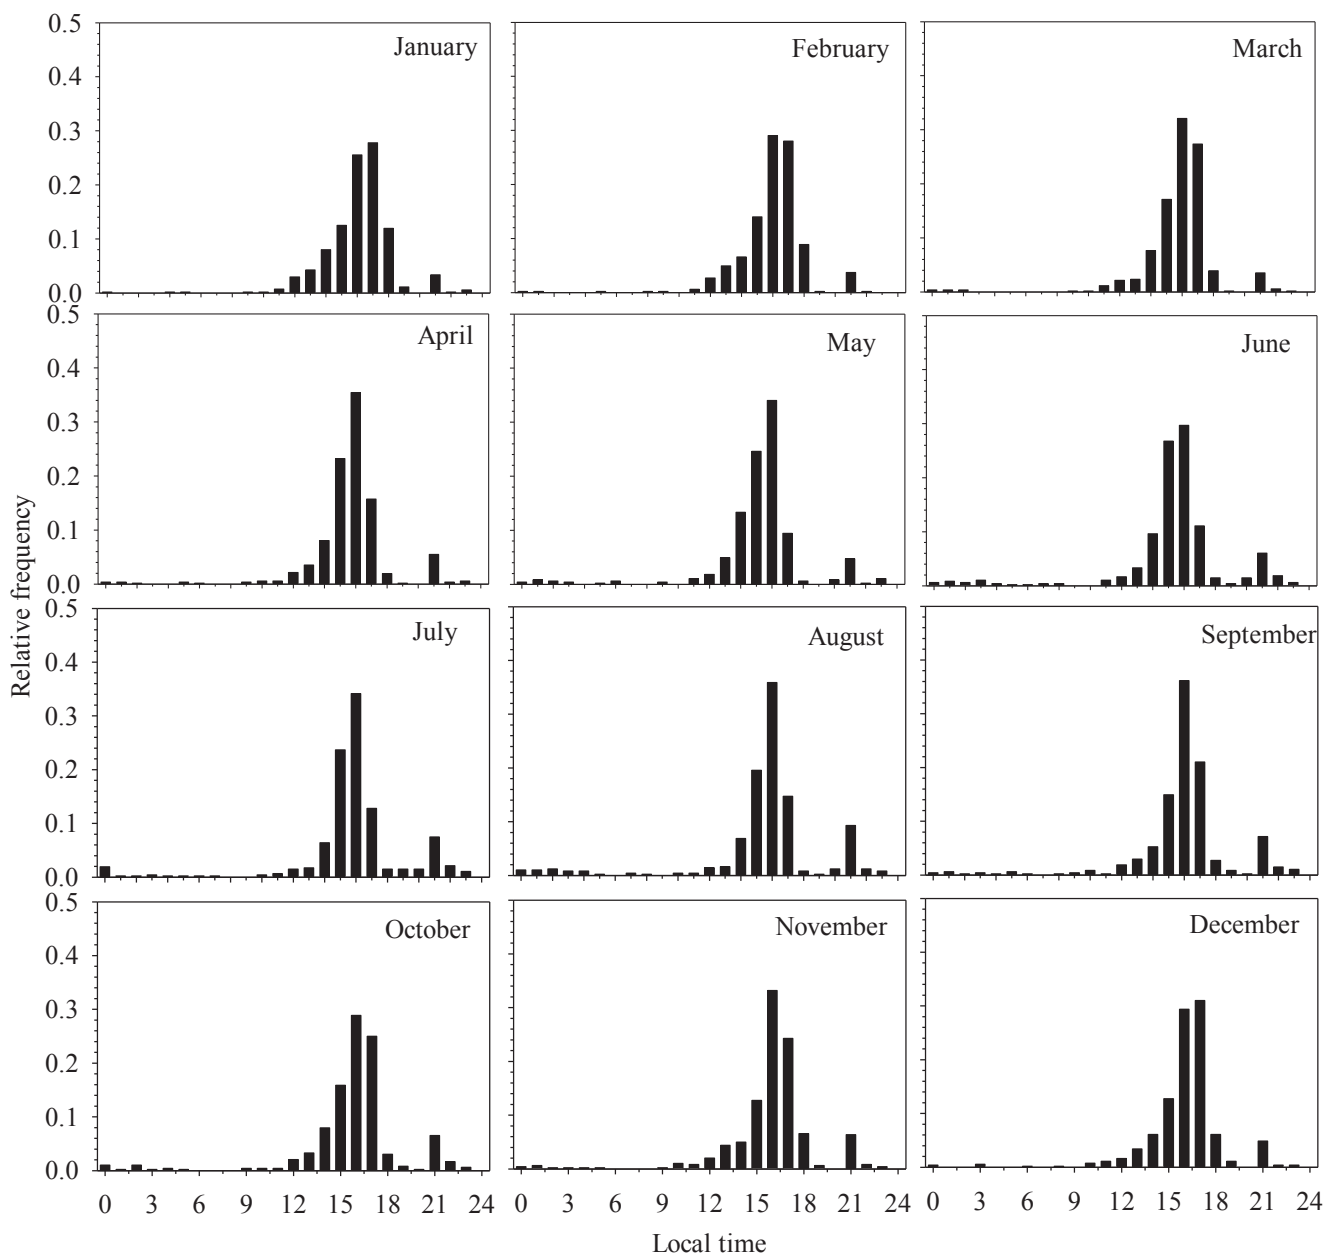 0.5
0.4
0.3
0.2
0.1
0.0
January
February
March
0.5
0.4
0.3
0.2
0.1
0.0
April
May
June
Relative frequency
0.5
0.4
0.3
0.2
0.1
0.0
July
August
September
0.5
0.4
0.3
0.2
0.1
0.0
October
November
December
0 3 6 9 12 15 18 21 24
0 3 6 9 12 15 18 21 24
0 3 6 9 12 15 18 21 24
Local time